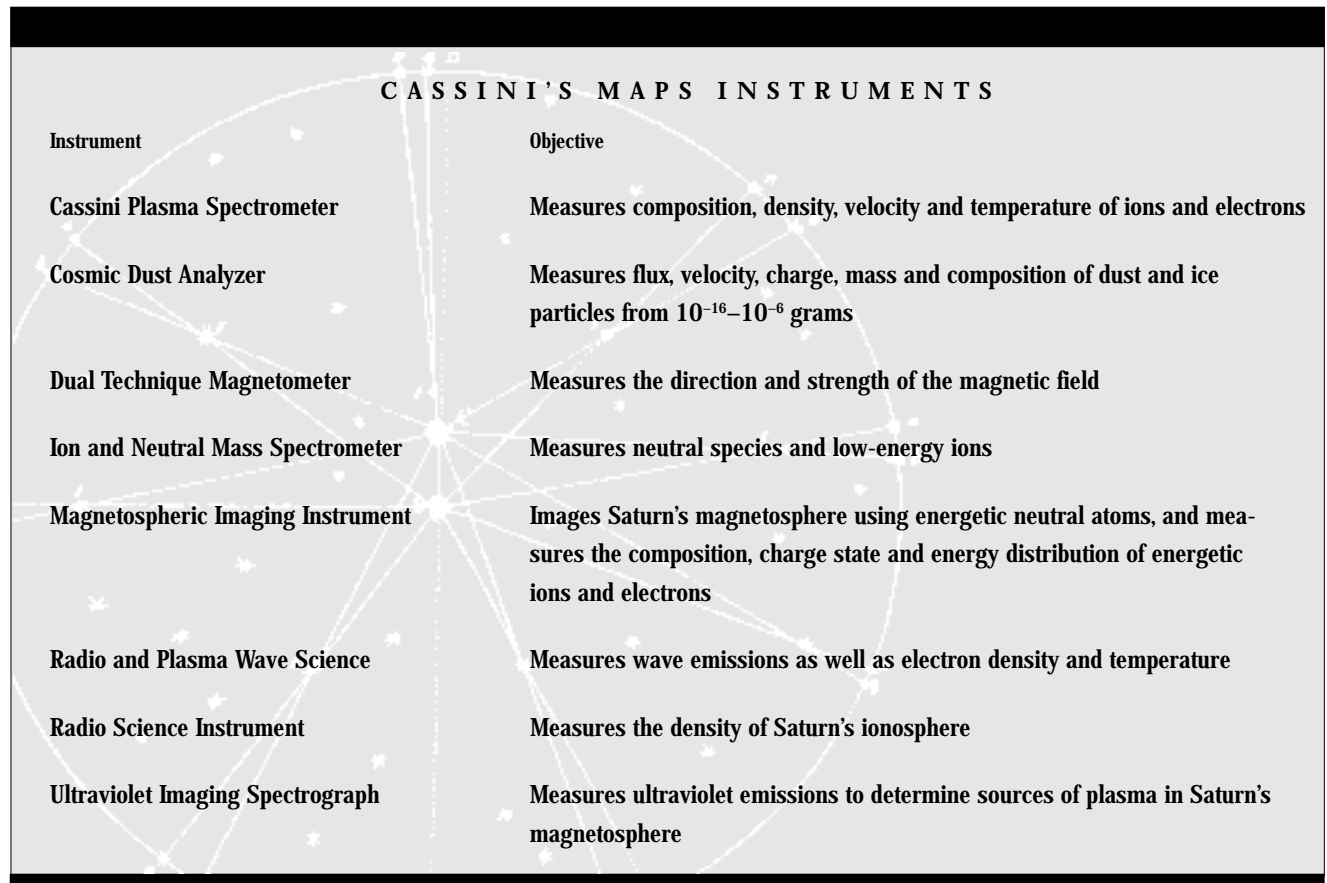 CASSINI'S MAPS INSTRUMENTS
Instrument Objective
Cassini Plasma Spectrometer Measures composition, density, velocity and temperature of ions and electrons
Cosmic Dust Analyzer Measures flux, velocity, charge, mass and composition of dust and ice
particles from 10⁻¹⁶–10⁻⁶ grams
Dual Technique Magnetometer Measures the direction and strength of the magnetic field
Ion and Neutral Mass Spectrometer Measures neutral species and low-energy ions
Magnetospheric Imaging Instrument Images Saturn's magnetosphere using energetic neutral atoms, and mea-
sures the composition, charge state and energy distribution of energetic
ions and electrons
Radio and Plasma Wave Science Measures wave emissions as well as electron density and temperature
Radio Science Instrument Measures the density of Saturn's ionosphere
Ultraviolet Imaging Spectrograph Measures ultraviolet emissions to determine sources of plasma in Saturn's
magnetosphere